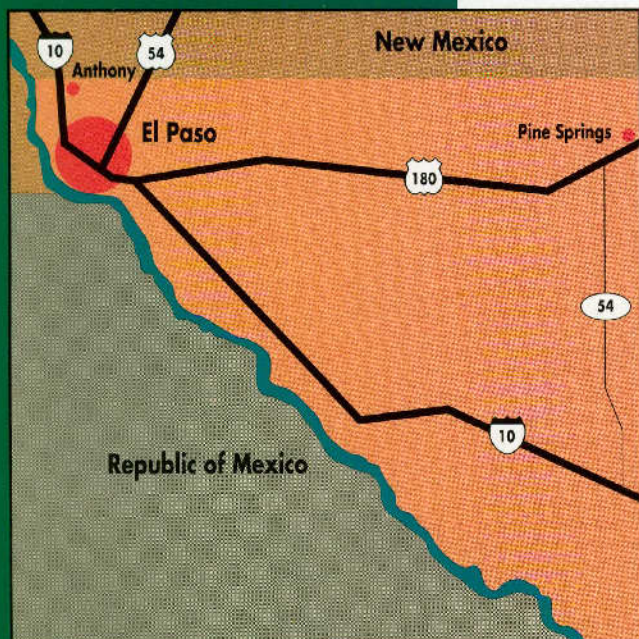 10
54
New Mexico
Anthony
El Paso
Pine Springs
180
54
10
Republic of Mexico